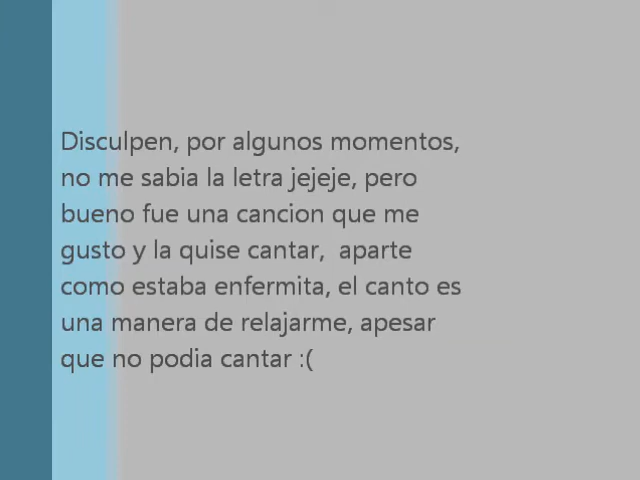 Disculpen, por algunos momentos,
no me sabia la letra jejeje, pero
bueno fue una cancion que me
gusto y la quise cantar,  aparte
como estaba enfermita, el canto es
una manera de relajarme, apesar
que no podia cantar :(